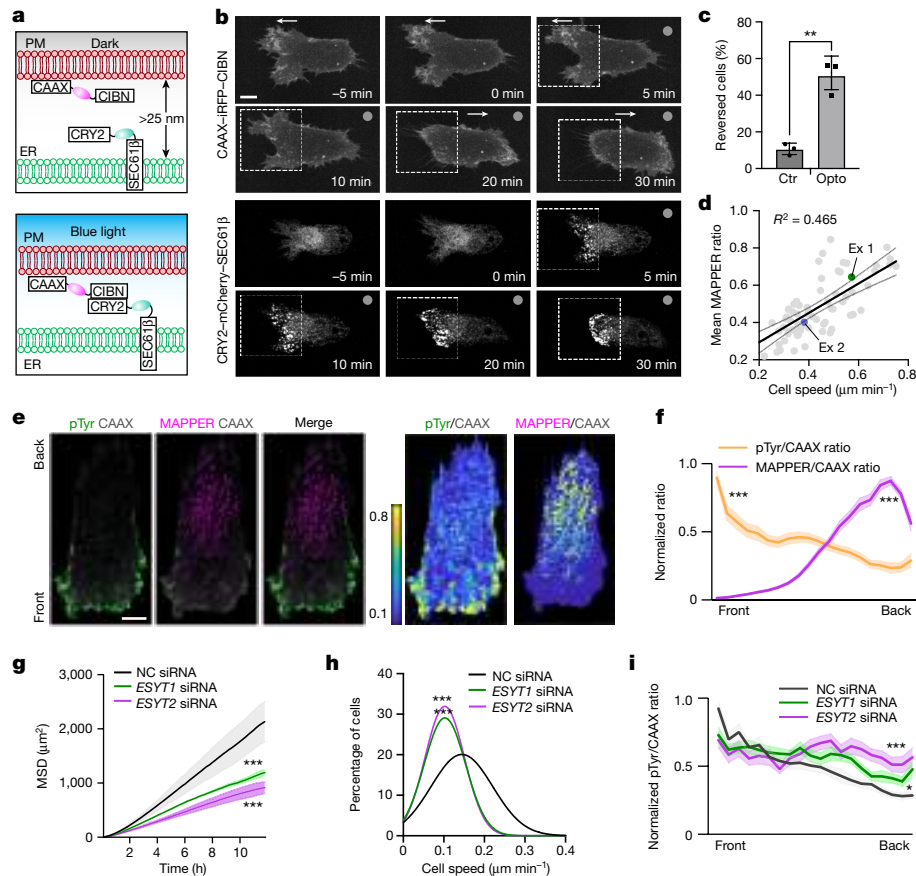 a
PM
Dark
CAAX
CIBN
>25 nm
CRY2
ER
SEC61β
PM
Blue light
CAAX
CIBN
CRY2
SEC61β
ER
b
CAAX–iRFP–CIBN
–5 min
0 min
5 min
10 min
20 min
30 min
CRY2–mCherry–SEC61β
–5 min
0 min
5 min
10 min
20 min
30 min
c
Reversed cells (%)
80
60
40
20
0
**
Ctr
Opto
d
Mean MAPPER ratio
1.0
0.8
0.6
0.4
0.2
R² = 0.465
Ex 1
Ex 2
0.2
0.4
0.6
0.8
Cell speed (μm min⁻¹)
e
pTyr CAAX
MAPPER CAAX
Merge
pTyr/CAAX
MAPPER/CAAX
Back
Front
0.8
0.1
f
pTyr/CAAX ratio
MAPPER/CAAX ratio
Normalized ratio
1.0
0.5
0
***
***
Front
Back
g
NC siRNA
ESYT1 siRNA
ESYT2 siRNA
MSD (μm²)
3,000
2,000
1,000
0
***
***
2
4
6
8
10
Time (h)
h
NC siRNA
ESYT1 siRNA
ESYT2 siRNA
Percentage of cells
40
30
20
10
0
***
***
0
0.1
0.2
0.3
0.4
Cell speed (μm min⁻¹)
i
NC siRNA
ESYT1 siRNA
ESYT2 siRNA
Normalized pTyr/CAAX ratio
1.0
0.5
0
***
*
Front
Back